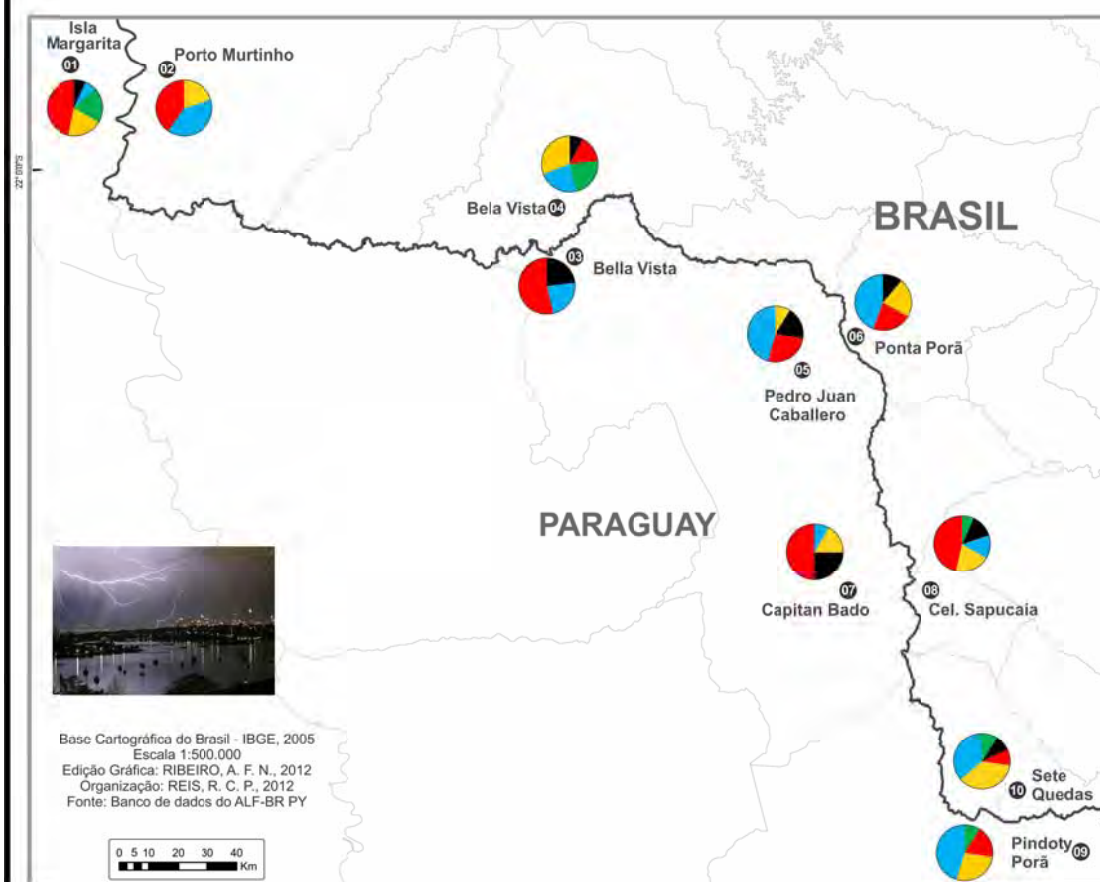 Isla
Margarita
01
02
Porto Murtinho
22°0'0"S
Bela Vista 04
03
Bella Vista
BRASIL
06
Ponta Porã
05
Pedro Juan
Caballero
PARAGUAY
07
Capitan Bado
08
Cel. Sapucaia
10
Sete
Quedas
Pindoty 09
Porã
Base Cartográfica do Brasil - IBGE, 2005
Escala 1:500.000
Edição Gráfica: RIBEIRO, A. F. N., 2012
Organização: REIS, R. C. P., 2012
Fonte: Banco de dados do ALF-BR PY
0 5 10 20 30 40
Km